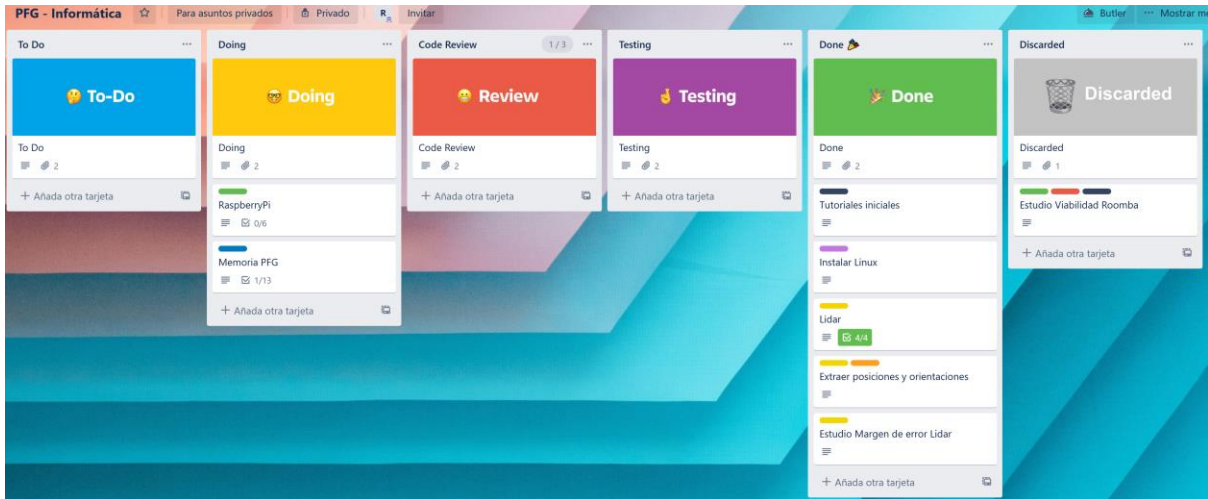 PFG - Informática Para asuntos privados Privado R Invitar Butler ··· Mostrar me
To Do ···
To-Do
To Do
2
+ Añada otra tarjeta
Doing ···
Doing
Doing
2
RaspberryPi
0/6
Memoria PFG
1/13
+ Añada otra tarjeta
Code Review 1 / 3 ···
Review
Code Review
2
+ Añada otra tarjeta
Testing ···
Testing
Testing
2
+ Añada otra tarjeta
Done ···
Done
Done
2
Tutoriales iniciales
Instalar Linux
Lidar
4/4
Extraer posiciones y orientaciones
Estudio Margen de error Lidar
+ Añada otra tarjeta
Discarded ···
Discarded
Discarded
1
Estudio Viabilidad Roomba
+ Añada otra tarjeta